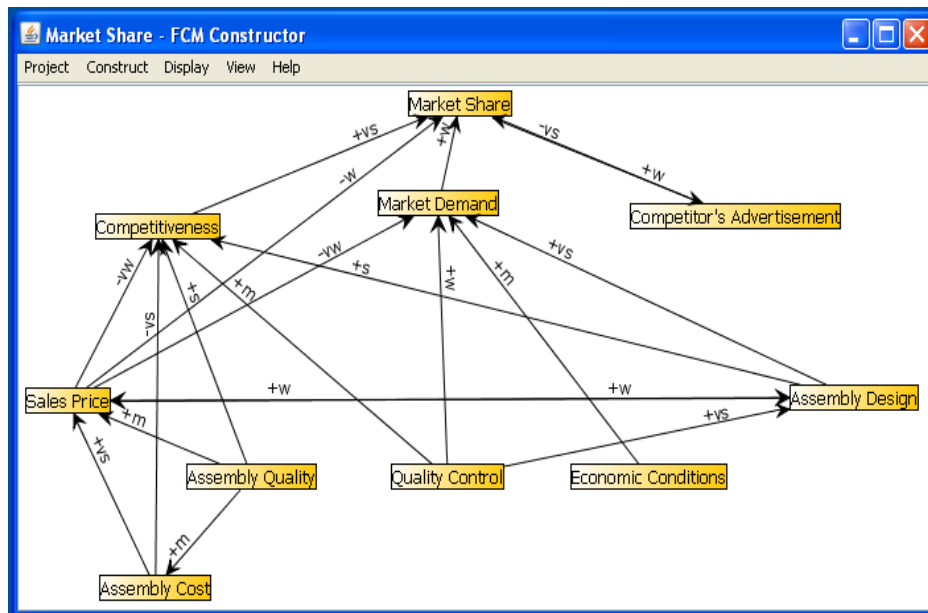 Market Share - FCM Constructor
Project Construct Display View Help
Market Share
+vs
-w
+w
-vs
+w
Market Demand
Competitiveness
Competitor's Advertisement
-vw
-vs
+s
+m
-vw
+s
+w
+m
+vs
Sales Price
+w
+w
Assembly Design
+m
+vs
+vs
Assembly Quality
Quality Control
Economic Conditions
+m
Assembly Cost